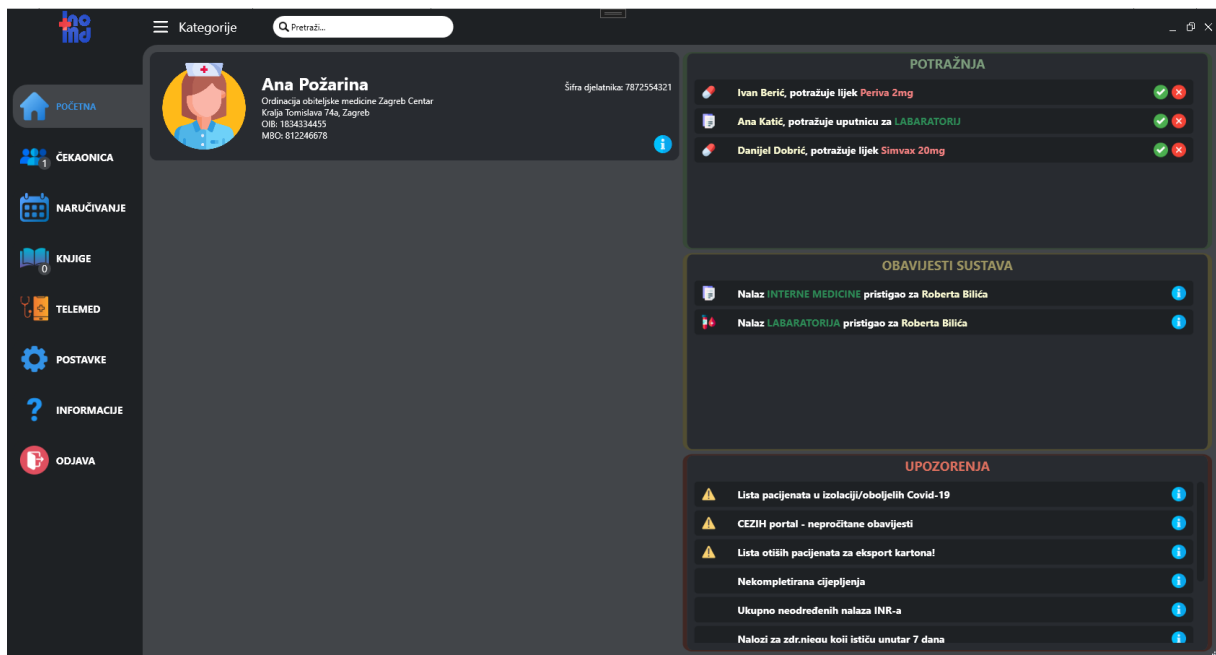 ino
ind
Kategorije
Pretraži...
POČETNA
ČEKAONICA
1
NARUČIVANJE
KNJIGE
0
TELEMED
POSTAVKE
INFORMACIJE
ODJAVA
Ana Požarina
Šifra djelatnika: 7872554321
Ordinacija obiteljske medicine Zagreb Centar
Kralja Tomislava 74a, Zagreb
OIB: 1834334455
MBO: 812246678
POTRAŽNJA
Ivan Berić, potražuje lijek Periva 2mg
Ana Katić, potražuje uputnicu za LABARATORIJ
Danijel Dobrić, potražuje lijek Simvax 20mg
OBAVIJESTI SUSTAVA
Nalaz INTERNE MEDICINE pristigao za Roberta Bilića
Nalaz LABARATORIJA pristigao za Roberta Bilića
UPOZORENJA
Lista pacijenata u izolaciji/oboljelih Covid-19
CEZIH portal - nepročitane obavijesti
Lista otiših pacijenata za eksport kartona!
Nekompletirana cijepljenja
Ukupno neodređenih nalaza INR-a
Nalozi za zdr.njegu koji ističu unutar 7 dana